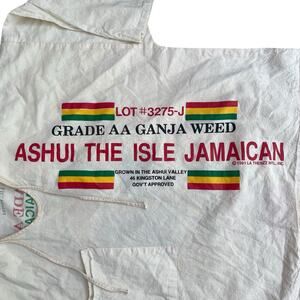 LOT #3275-J
GRADE AA GANJA WEED
ASHUI THE ISLE JAMAICAN
GROWN IN THE ASHUI VALLEY
46 KINGSTON LANE
GOV'T APPROVED